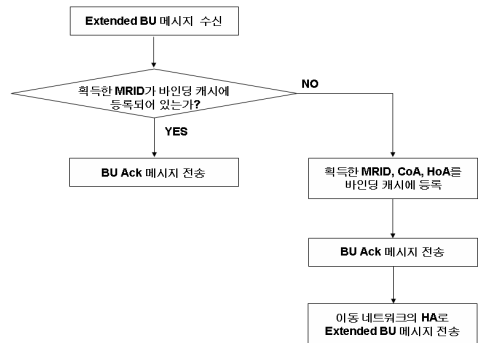 Extended BU 메시지 수신
획득한 MRID가 바인딩 캐시에
등록되어 있는가?
NO
YES
BU Ack 메시지 전송
획득한 MRID, CoA, HoA를
바인딩 캐시에 등록
BU Ack 메시지 전송
이동 네트워크의 HA로
Extended BU 메시지 전송